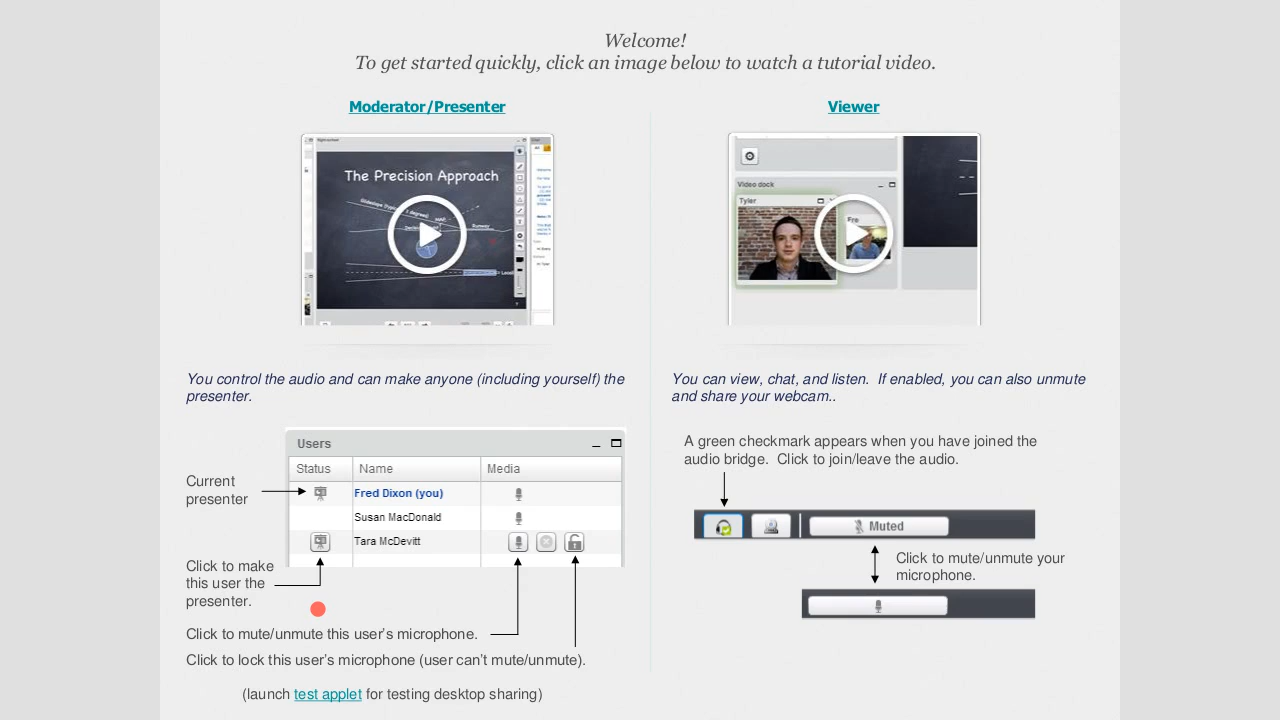 Welcome!
To get started quickly, click an image below to watch a tutorial video.
Moderator/Presenter
The Precision Approach
Runway
You control the audio and can make anyone (including yourself) the
presenter.
Users
Status Name Media
Current
presenter
Fred Dixon (you)
Susan MacDonald
Tara McDevitt
Click to make
this user the
presenter.
Click to mute/unmute this user's microphone.
Click to lock this user's microphone (user can't mute/unmute).
(launch test applet for testing desktop sharing)
Viewer
Video dock
Tyler
Fre
You can view, chat, and listen.  If enabled, you can also unmute
and share your webcam..
A green checkmark appears when you have joined the
audio bridge.  Click to join/leave the audio.
Muted
Click to mute/unmute your
microphone.